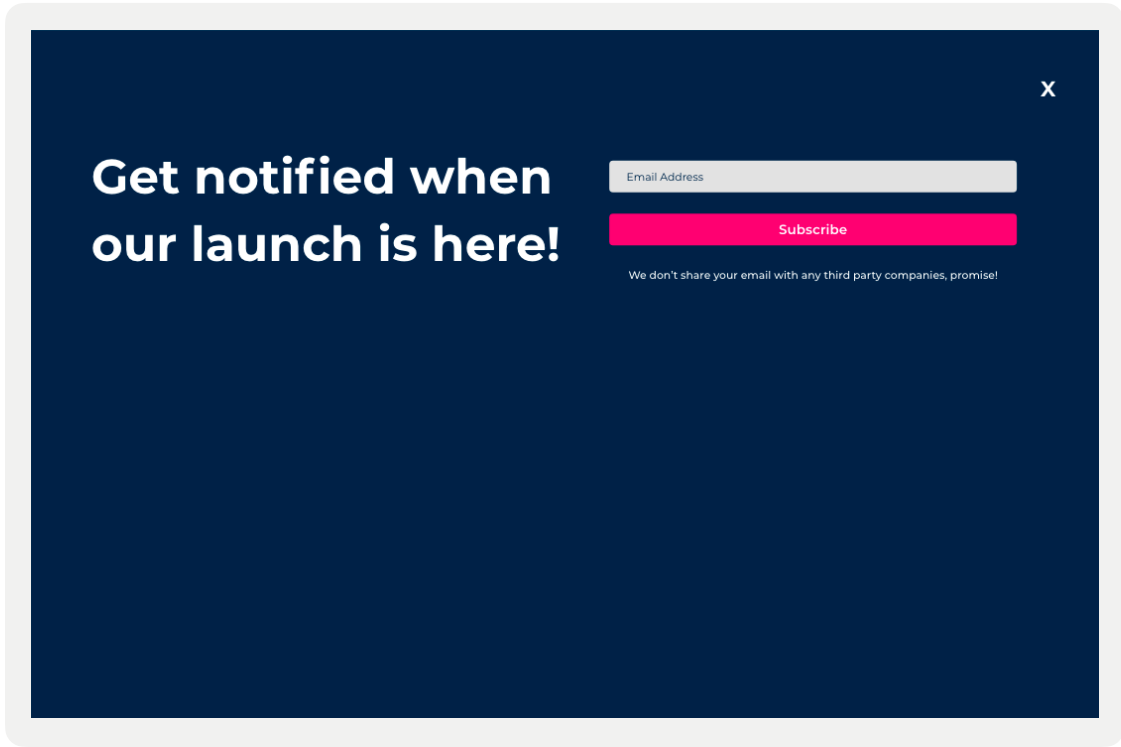 X
Get notified when
our launch is here!
Email Address
Subscribe
We don't share your email with any third party companies, promise!